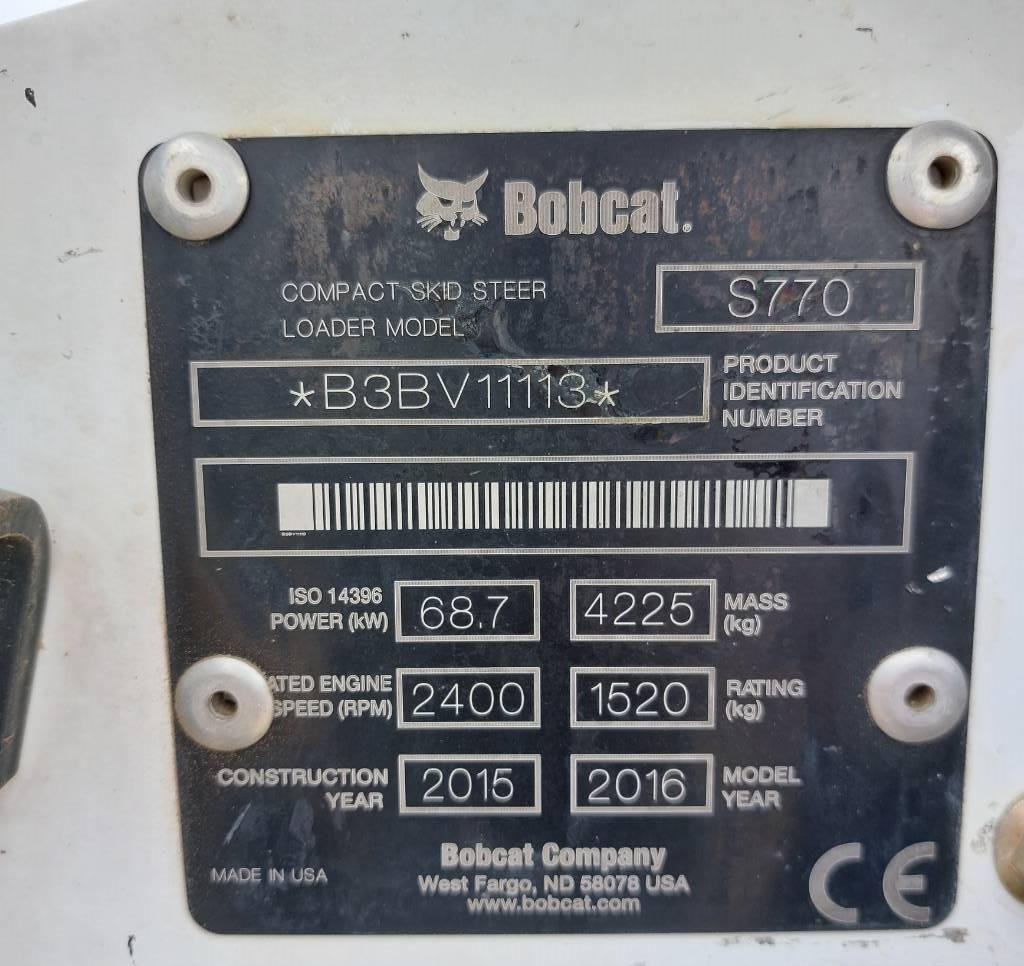 Bobcat®
COMPACT SKID STEER
LOADER MODEL
S770
*B3BV11113*
PRODUCT
IDENTIFICATION
NUMBER
ISO 14396
POWER (kW)
68.7
4225
MASS
(kg)
ATED ENGINE
SPEED (RPM)
2400
1520
RATING
(kg)
CONSTRUCTION
YEAR
2015
2016
MODEL
YEAR
Bobcat Company
MADE IN USA
West Fargo, ND 58078 USA
www.bobcat.com
CE